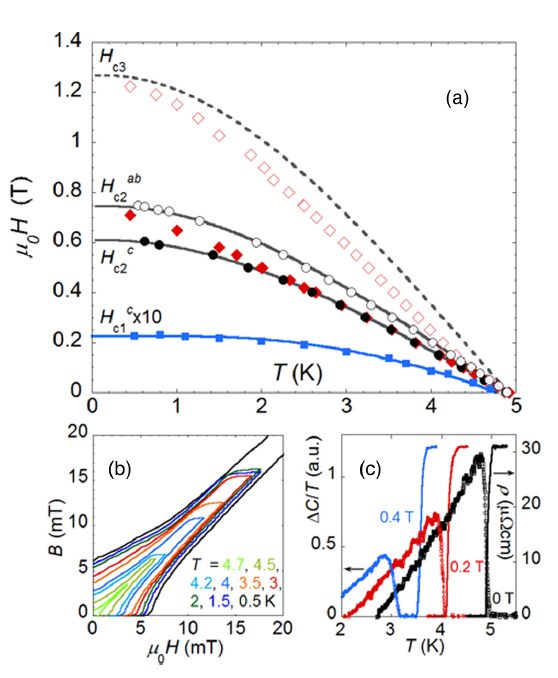 1.4
1.2
1
0.8
0.6
0.4
0.2
0
0 1 2 3 4 5
μ₀H (T)
T (K)
(a)
H_c3
H_c2^ab
H_c2^c
H_c1^c x10
(b)
20
15
10
5
0
0 5 10 15 20
B (mT)
μ₀H (mT)
T = 4.7, 4.5,
4.2, 4, 3.5, 3,
2, 1.5, 0.5 K
(c)
1
0.5
0
2 3 4 5
ΔC/T (a.u.)
T (K)
0.4 T
0.2 T
0 T
30
20
10
0
ρ (μΩcm)